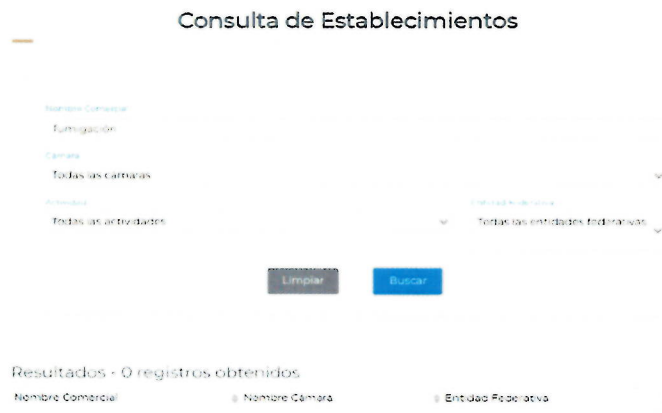 Consulta de Establecimientos
Nombre Comercial
fumigación
Cámara
Todas las cámaras
Actividad
Entidad Federativa
Todas las actividades
Todas las entidades federativas
Limpiar
Buscar
Resultados - 0 registros obtenidos
Nombre Comercial
Nombre Cámara
Entidad Federativa